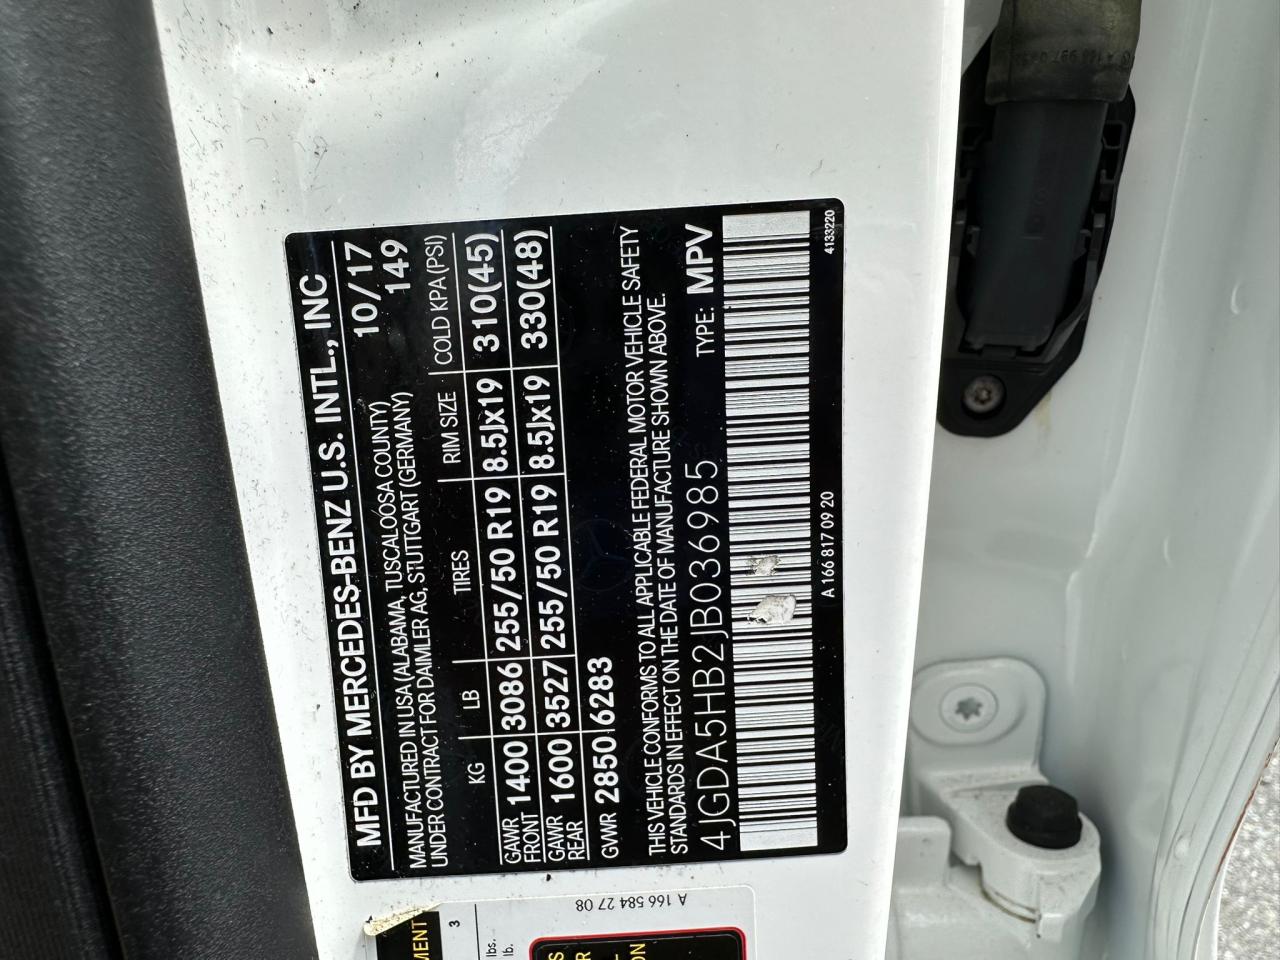 MFD BY MERCEDES-BENZ U.S. INTL., INC
MANUFACTURED IN USA (ALABAMA, TUSCALOOSA COUNTY) 10/17
UNDER CONTRACT FOR DAIMLER AG, STUTTGART (GERMANY) 149
KG LB TIRES RIM SIZE COLD KPA (PSI)
GAWR FRONT 1400 3086 255/50 R19 8.5Jx19 310(45)
GAWR REAR 1600 3527 255/50 R19 8.5Jx19 330(48)
GVWR 2850 6283
THIS VEHICLE CONFORMS TO ALL APPLICABLE FEDERAL MOTOR VEHICLE SAFETY
STANDARDS IN EFFECT ON THE DATE OF MANUFACTURE SHOWN ABOVE.
4JGDA5HB2JB036985 TYPE: MPV
A 166 817 09 20 4133220
A 166 584 27 08
MENT
3
lbs.
lb.